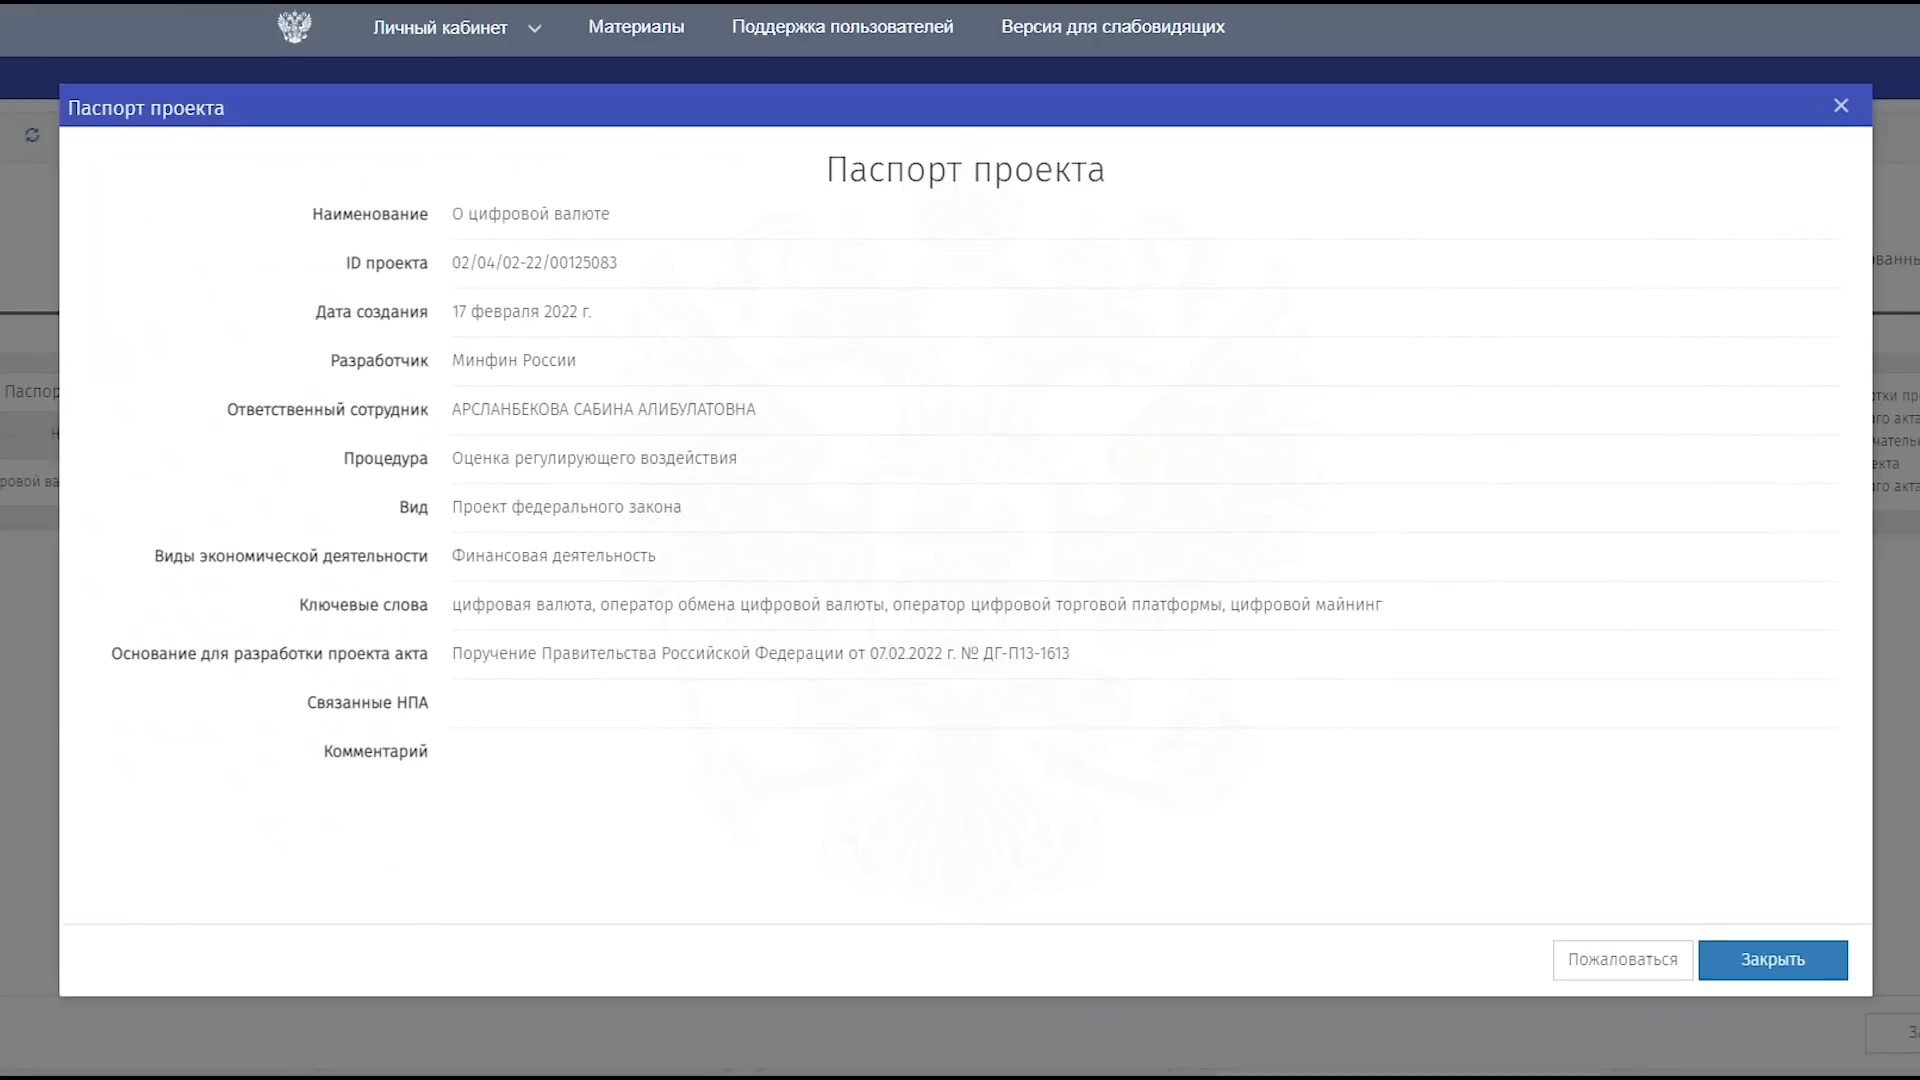 Личный кабинет Материалы Поддержка пользователей Версия для слабовидящих
Паспорт проекта
Паспорт проекта
Наименование О цифровой валюте
ID проекта 02/04/02-22/00125083
Дата создания 17 февраля 2022 г.
Разработчик Минфин России
Ответственный сотрудник АРСЛАНБЕКОВА САБИНА АЛИБУЛАТОВНА
Процедура Оценка регулирующего воздействия
Вид Проект федерального закона
Виды экономической деятельности Финансовая деятельность
Ключевые слова цифровая валюта, оператор обмена цифровой валюты, оператор цифровой торговой платформы, цифровой майнинг
Основание для разработки проекта акта Поручение Правительства Российской Федерации от 07.02.2022 г. № ДГ-П13-1613
Связанные НПА
Комментарий
Пожаловаться Закрыть